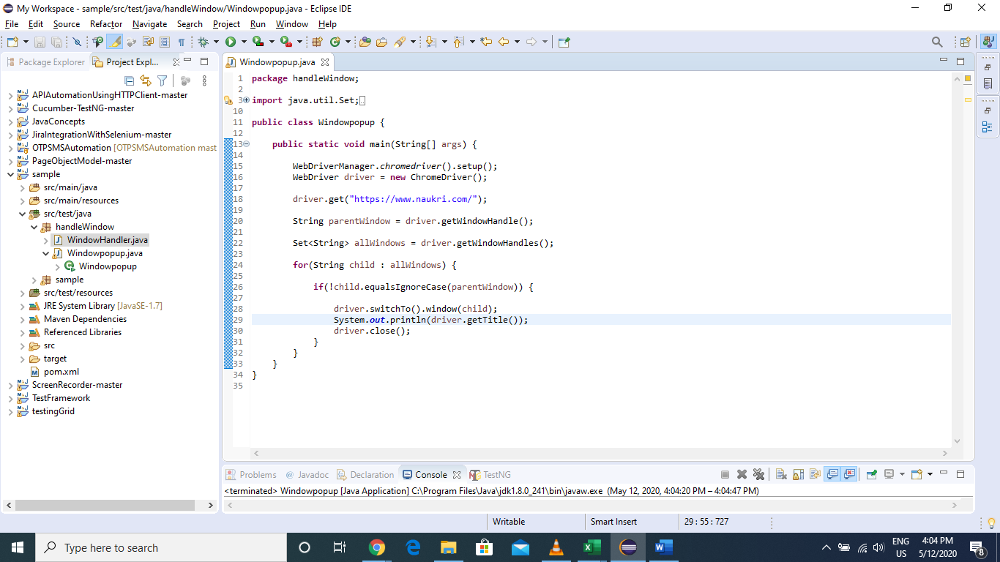 My Workspace - sample/src/test/java/handleWindow/Windowpopup.java - Eclipse IDE
File Edit Source Refactor Navigate Search Project Run Window Help
Package Explorer Project Expl...
APIAutomationUsingHTTPClient-master
Cucumber-TestNG-master
JavaConcepts
JiraIntegrationWithSelenium-master
OTPSMSAutomation [OTPSMSAutomation mast
PageObjectModel-master
sample
src/main/java
src/main/resources
src/test/java
handleWindow
WindowHandler.java
Windowpopup.java
Windowpopup
sample
src/test/resources
JRE System Library [JavaSE-1.7]
Maven Dependencies
Referenced Libraries
src
target
pom.xml
ScreenRecorder-master
TestFramework
testingGrid
Windowpopup.java
1 package handleWindow;
2
3 import java.util.Set;
10
11 public class Windowpopup {
12
13 public static void main(String[] args) {
14
15 WebDriverManager.chromedriver().setup();
16 WebDriver driver = new ChromeDriver();
17
18 driver.get("https://www.naukri.com/");
19
20 String parentWindow = driver.getWindowHandle();
21
22 Set<String> allWindows = driver.getWindowHandles();
23
24 for(String child : allWindows) {
25
26 if(!child.equalsIgnoreCase(parentWindow)) {
27
28 driver.switchTo().window(child);
29 System.out.println(driver.getTitle());
30 driver.close();
31 }
32 }
33 }
34 }
35
Problems @ Javadoc Declaration Console TestNG
<terminated> Windowpopup [Java Application] C:\Program Files\Java\jdk1.8.0_241\bin\javaw.exe (May 12, 2020, 4:04:20 PM – 4:04:47 PM)
Writable Smart Insert 29 : 55 : 727
Type here to search
ENG
US
4:04 PM
5/12/2020
8